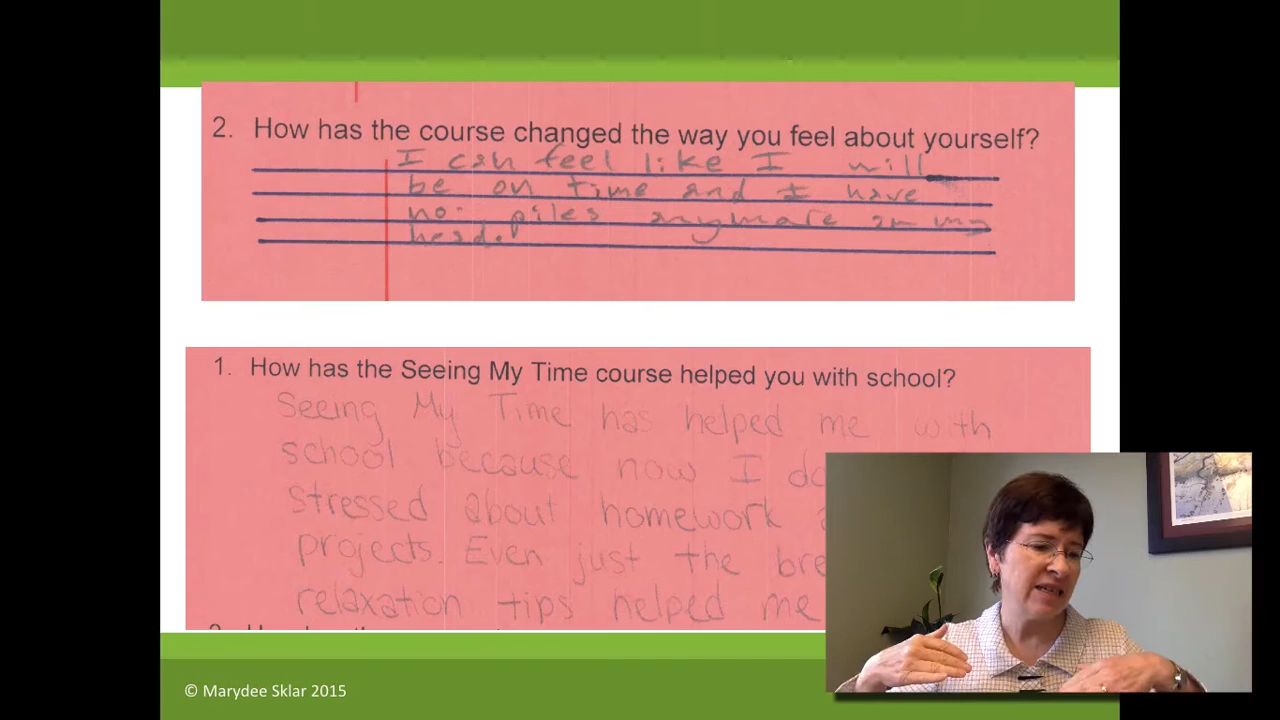 2. How has the course changed the way you feel about yourself?
I can feel like I will
be on time and I have
no piles anymore on my
head.
1. How has the Seeing My Time course helped you with school?
Seeing My Time has helped me with
school because now I
stressed about homework
projects. Even just the
relaxation tips helped me
© Marydee Sklar 2015